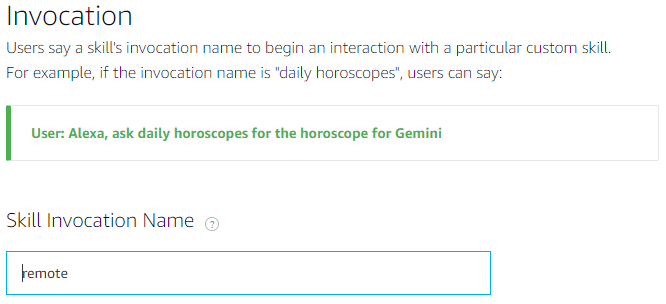 Invocation
Users say a skill's invocation name to begin an interaction with a particular custom skill.
For example, if the invocation name is "daily horoscopes", users can say:
User: Alexa, ask daily horoscopes for the horoscope for Gemini
Skill Invocation Name ?
remote